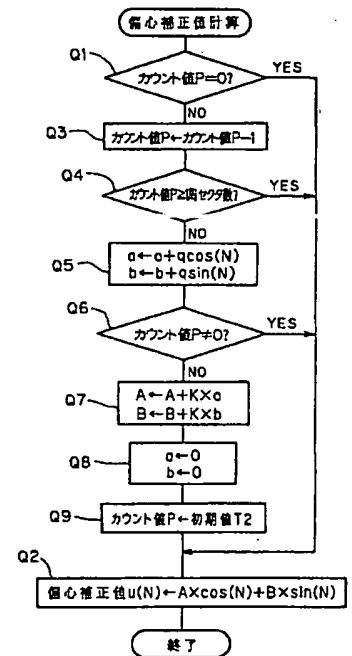 偏心補正値計算
Q1
カウント値P=0?
YES
NO
Q3
カウント値P←カウント値P-1
Q4
カウント値P≧周セクタ数?
YES
NO
Q5
a←a+qcos(N)
b←b+qsin(N)
Q6
カウント値P≠0?
YES
NO
Q7
A←A+K×a
B←B+K×b
Q8
a←0
b←0
Q9
カウント値P←初期値T2
Q2
偏心補正値u(N)←A×cos(N)+B×sin(N)
終了